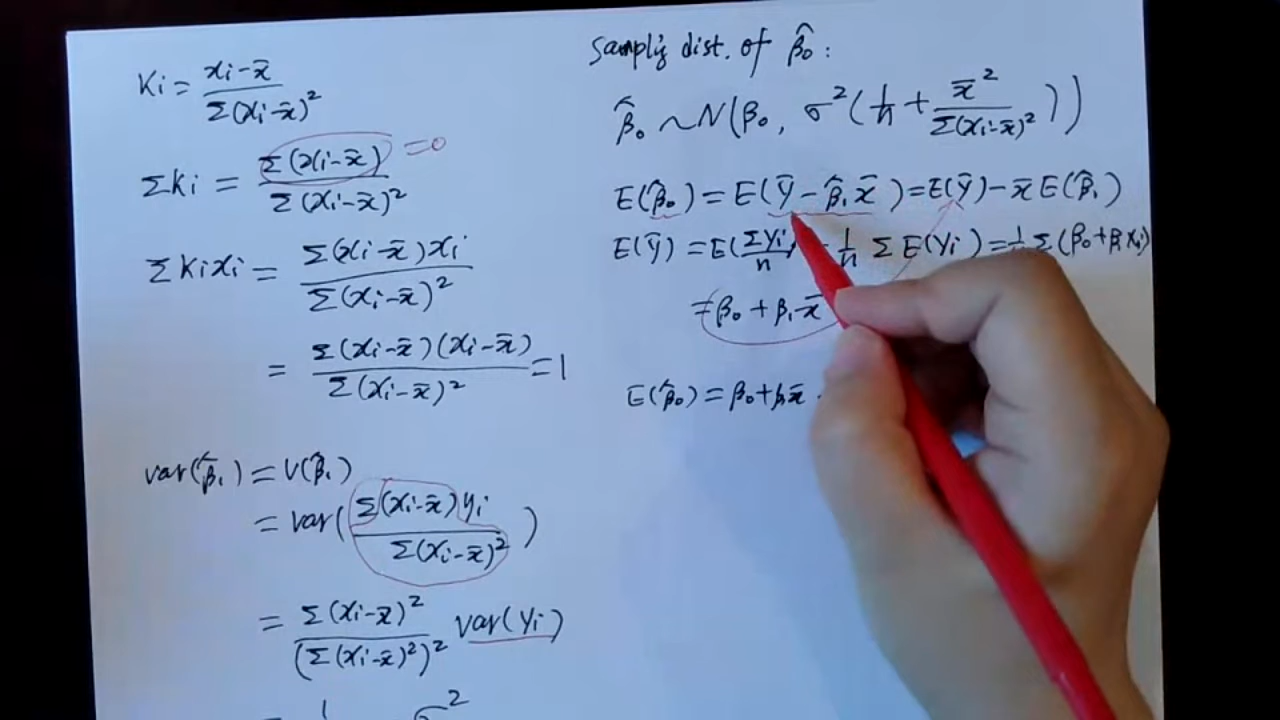 Ki = (xi-x̄)/(Σ(xi-x̄)²)
ΣKi = (Σ(xi-x̄))/(Σ(xi-x̄)²) =0
ΣKixi = (Σ(xi-x̄)xi)/(Σ(xi-x̄)²)
= (Σ(xi-x̄)(xi-x̄))/(Σ(xi-x̄)²) = 1
var(β̂1) = V(β̂1)
= var((Σ(xi-x̄)yi)/(Σ(xi-x̄)²))
= (Σ(xi-x̄)²)/((Σ(xi-x̄)²)²) var(yi)
= 1 σ²
dist. of β̂0 :
β̂0 ~ N(β0, σ²(1/n + x̄²/(Σ(xi-x̄)²)))
E(β̂0) = E(ȳ - β̂1x̄) = E(ȳ) - x̄E(β̂1)
E(ȳ) = E(Σyi/n) = 1/n ΣE(yi) = 1/n Σ(β0+β1xi)
= β0 + β1x̄
E(β̂0) = β0+β1x̄